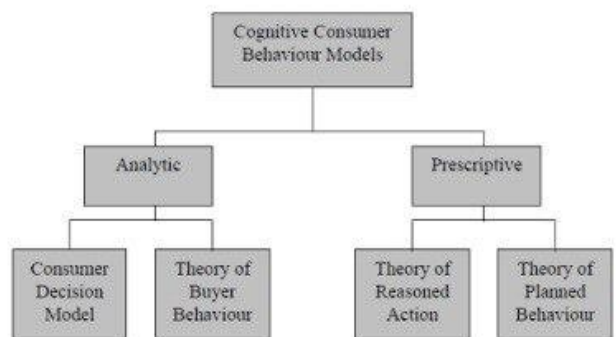 Cognitive Consumer
Behaviour Models
Analytic
Prescriptive
Consumer
Decision
Model
Theory of
Buyer
Behaviour
Theory of
Reasoned
Action
Theory of
Planned
Behaviour